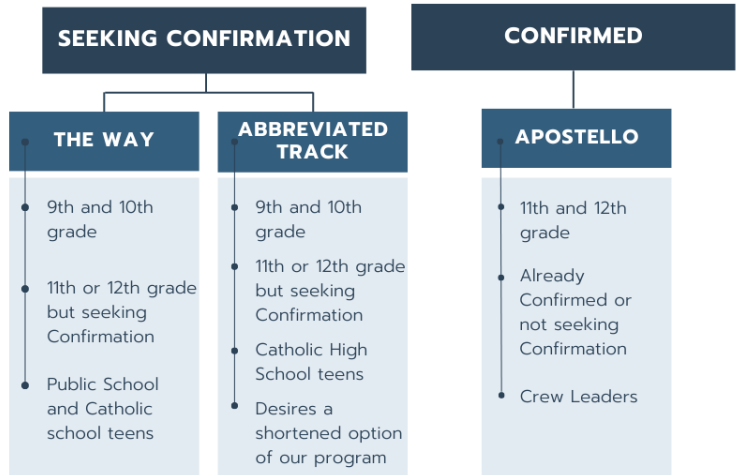 SEEKING CONFIRMATION
CONFIRMED
THE WAY
9th and 10th
grade
11th or 12th grade
but seeking
Confirmation
Public School
and Catholic
school teens
ABBREVIATED
TRACK
9th and 10th
grade
11th or 12th grade
but seeking
Confirmation
Catholic High
School teens
Desires a
shortened option
of our program
APOSTELLO
11th and 12th
grade
Already
Confirmed or
not seeking
Confirmation
Crew Leaders